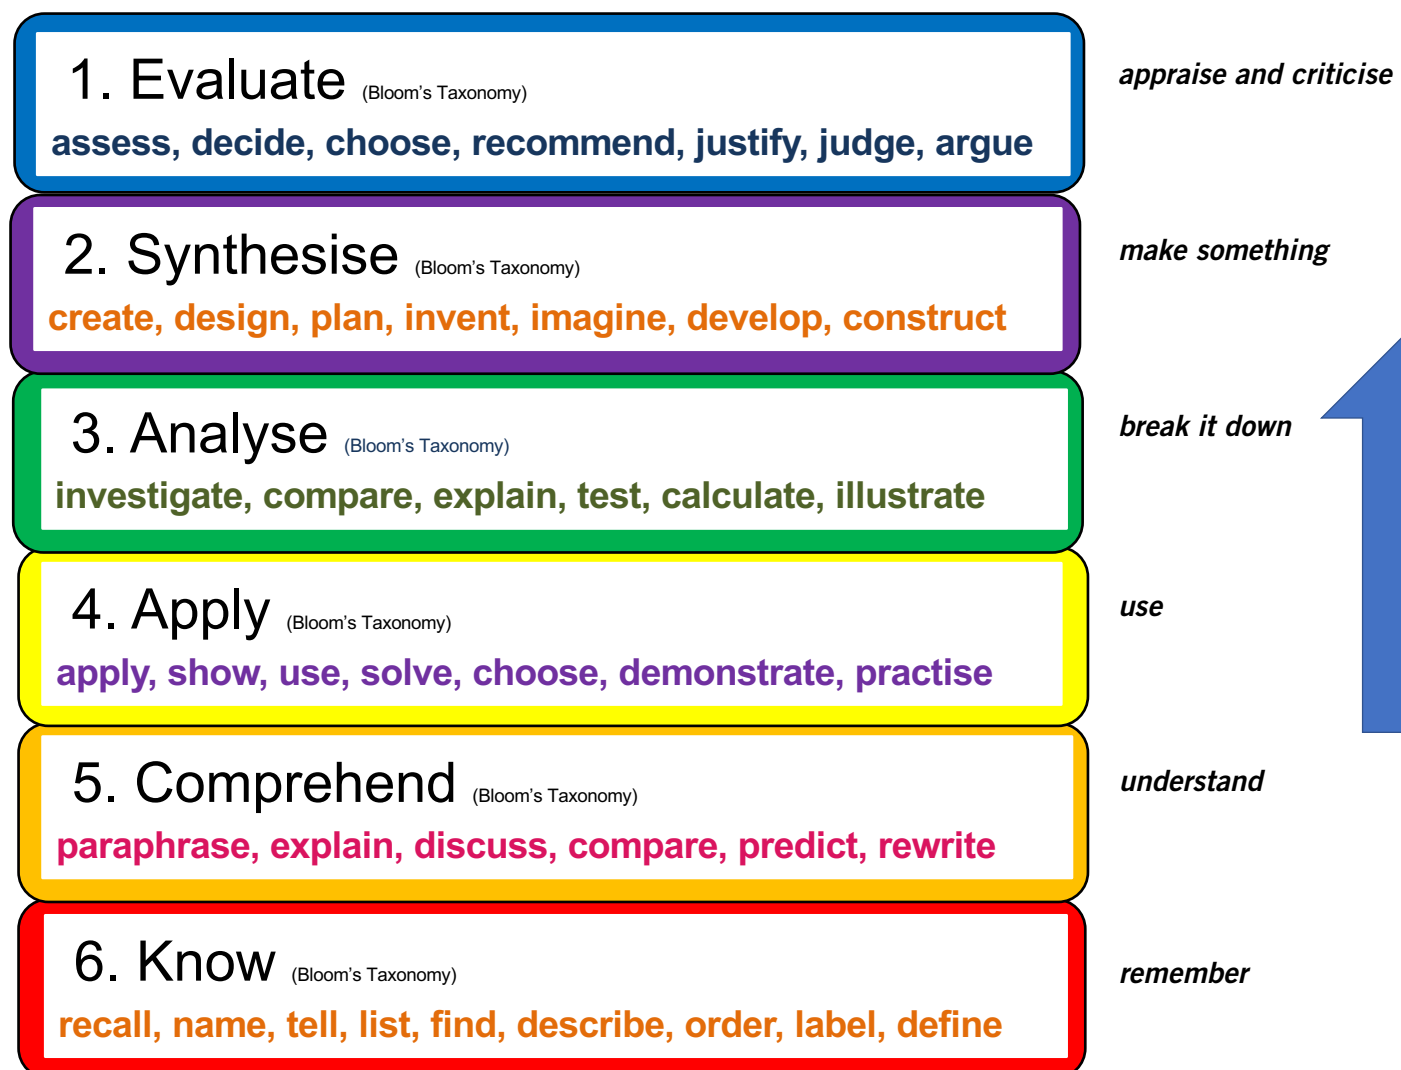 1. Evaluate (Bloom's Taxonomy)
appraise and criticise
assess, decide, choose, recommend, justify, judge, argue
2. Synthesise (Bloom's Taxonomy)
make something
create, design, plan, invent, imagine, develop, construct
3. Analyse (Bloom's Taxonomy)
break it down
investigate, compare, explain, test, calculate, illustrate
4. Apply (Bloom's Taxonomy)
use
apply, show, use, solve, choose, demonstrate, practise
5. Comprehend (Bloom's Taxonomy)
understand
paraphrase, explain, discuss, compare, predict, rewrite
6. Know (Bloom's Taxonomy)
remember
recall, name, tell, list, find, describe, order, label, define